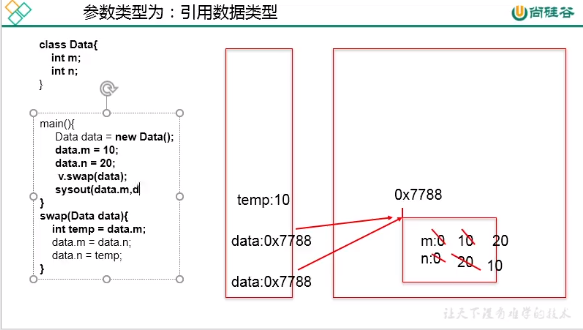 参数类型为：引用数据类型
尚硅谷
class Data{
int m;
int n;
}
main(){
Data data = new Data();
data.m = 10;
data.n = 20;
v.swap(data);
sysout(data.m,d
}
swap(Data data){
int temp = data.m;
data.m = data.n;
data.n = temp;
}
temp:10
data:0x7788
data:0x7788
0x7788
m:0 10 20
n:0 20 10
让天下没有难学的技术